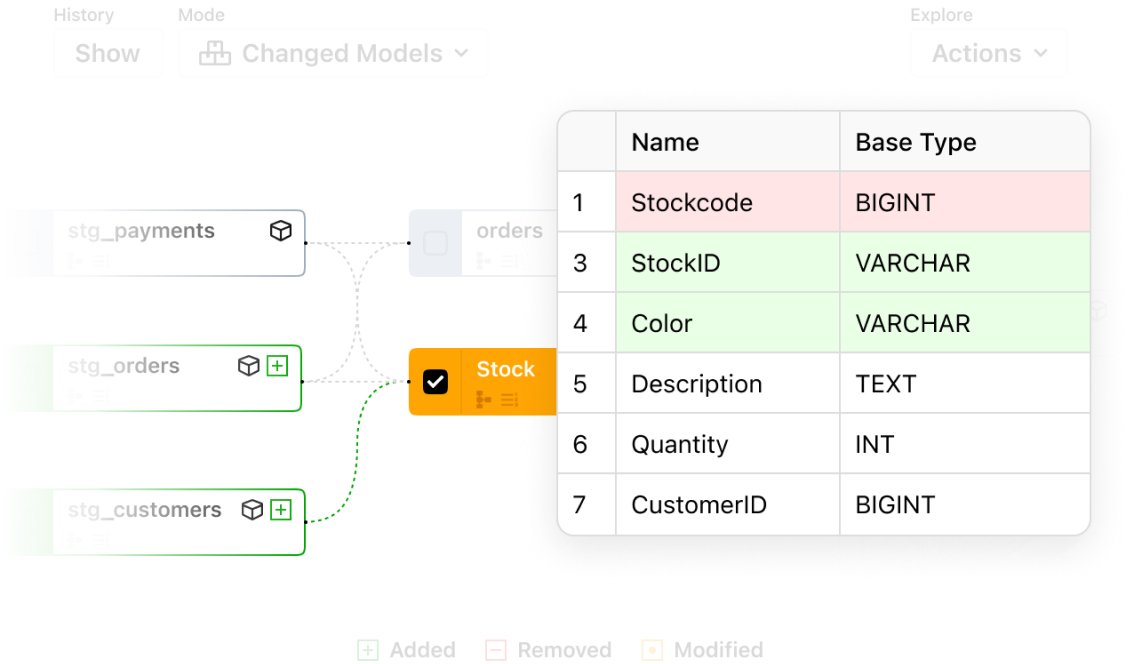 History
Mode
Explore
Show
Changed Models
Actions
Name
Base Type
1
Stockcode
BIGINT
3
StockID
VARCHAR
4
Color
VARCHAR
5
Description
TEXT
6
Quantity
INT
7
CustomerID
BIGINT
stg_payments
orders
stg_orders
Stock
stg_customers
Added
Removed
Modified